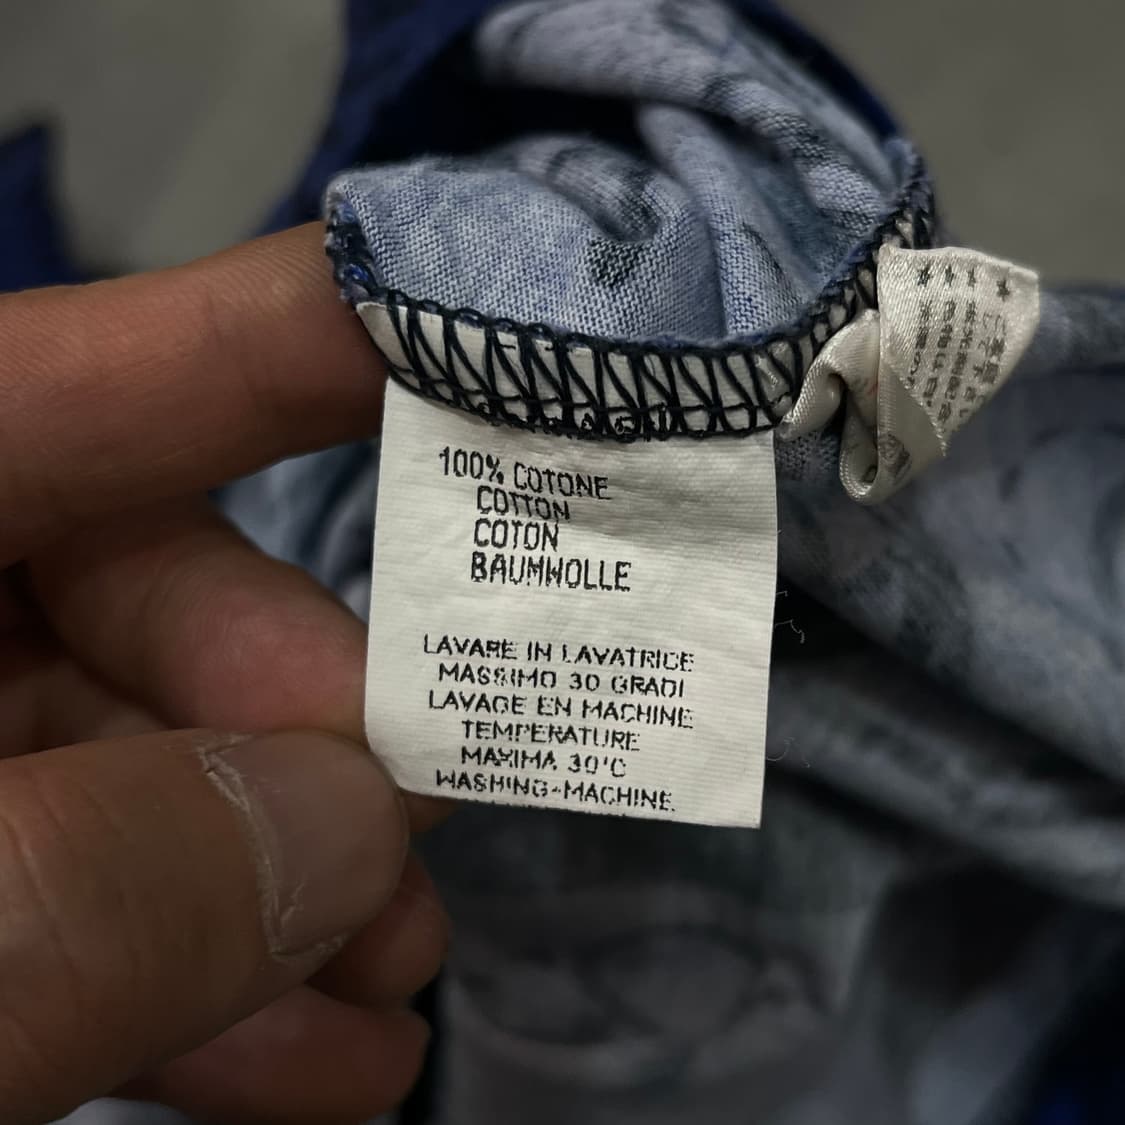 100% COTONE
COTTON
COTON
BAUMWOLLE
LAVARE IN LAVATRICE
MASSIMO 30 GRADI
LAVAGE EN MACHINE
TEMPERATURE
MAXIMA 30'C
WASHING-MACHINE